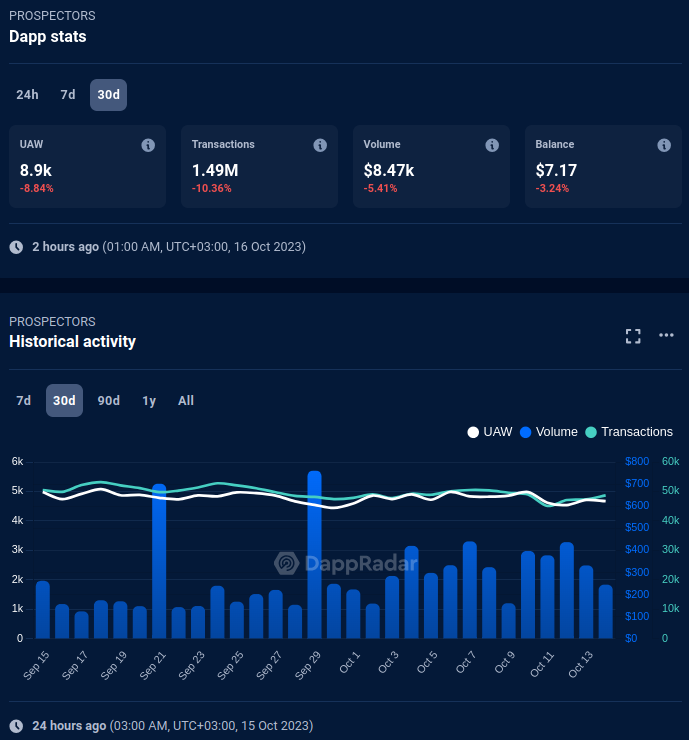 PROSPECTORS
Dapp stats
24h 7d 30d
UAW Transactions Volume Balance
8.9k 1.49M $8.47k $7.17
-8.84% -10.36% -5.41% -3.24%
2 hours ago (01:00 AM, UTC+03:00, 16 Oct 2023)
PROSPECTORS
Historical activity
7d 30d 90d 1y All
UAW Volume Transactions
6k $800 60k
$700
5k 50k
$600
4k 40k
$500
3k $400 30k
$300
2k 20k
$200
1k 10k
$100
0 $0 0
DappRadar
Sep 15 Sep 17 Sep 19 Sep 21 Sep 23 Sep 25 Sep 27 Sep 29 Oct 1 Oct 3 Oct 5 Oct 7 Oct 9 Oct 11 Oct 13
24 hours ago (03:00 AM, UTC+03:00, 15 Oct 2023)